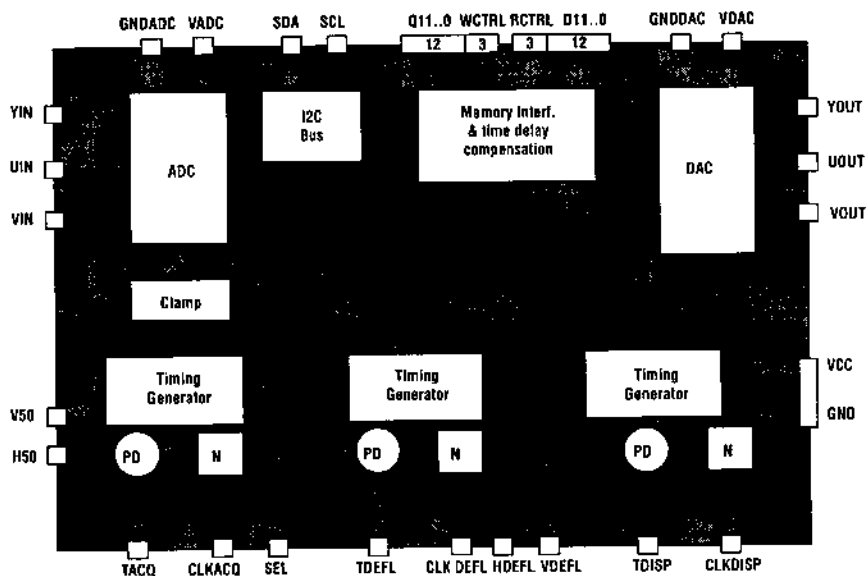 GNDADC VADC SDA SCL Q11..0 WCTRL RCTRL D11..0 GNDDAC VDAC
12 3 3 12
YIN
UIN
VIN
ADC
I2C
Bus
Memory Interf.
& time delay
compensation
DAC
YOUT
UOUT
VOUT
Clamp
Timing
Generator
Timing
Generator
Timing
Generator
VCC
GND
V50
H50
PD N PD N PD N
TACQ CLKACQ SEL TDEFL CLK DEFL HDEFL VDEFL TDISP CLKDISP